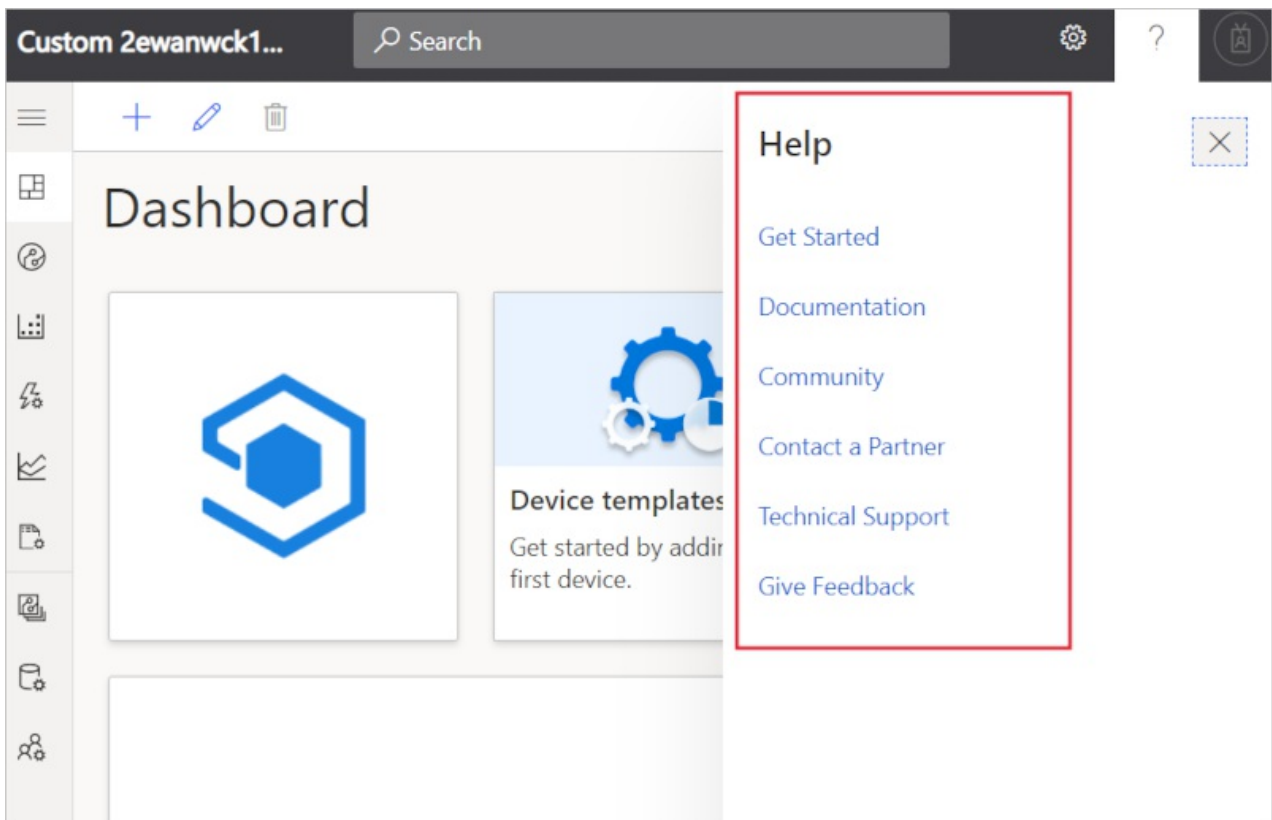 Custom 2ewanwck1...
Search
?
Help
Dashboard
Get Started
Documentation
Community
Contact a Partner
Technical Support
Give Feedback
Device templates
Get started by addin
first device.